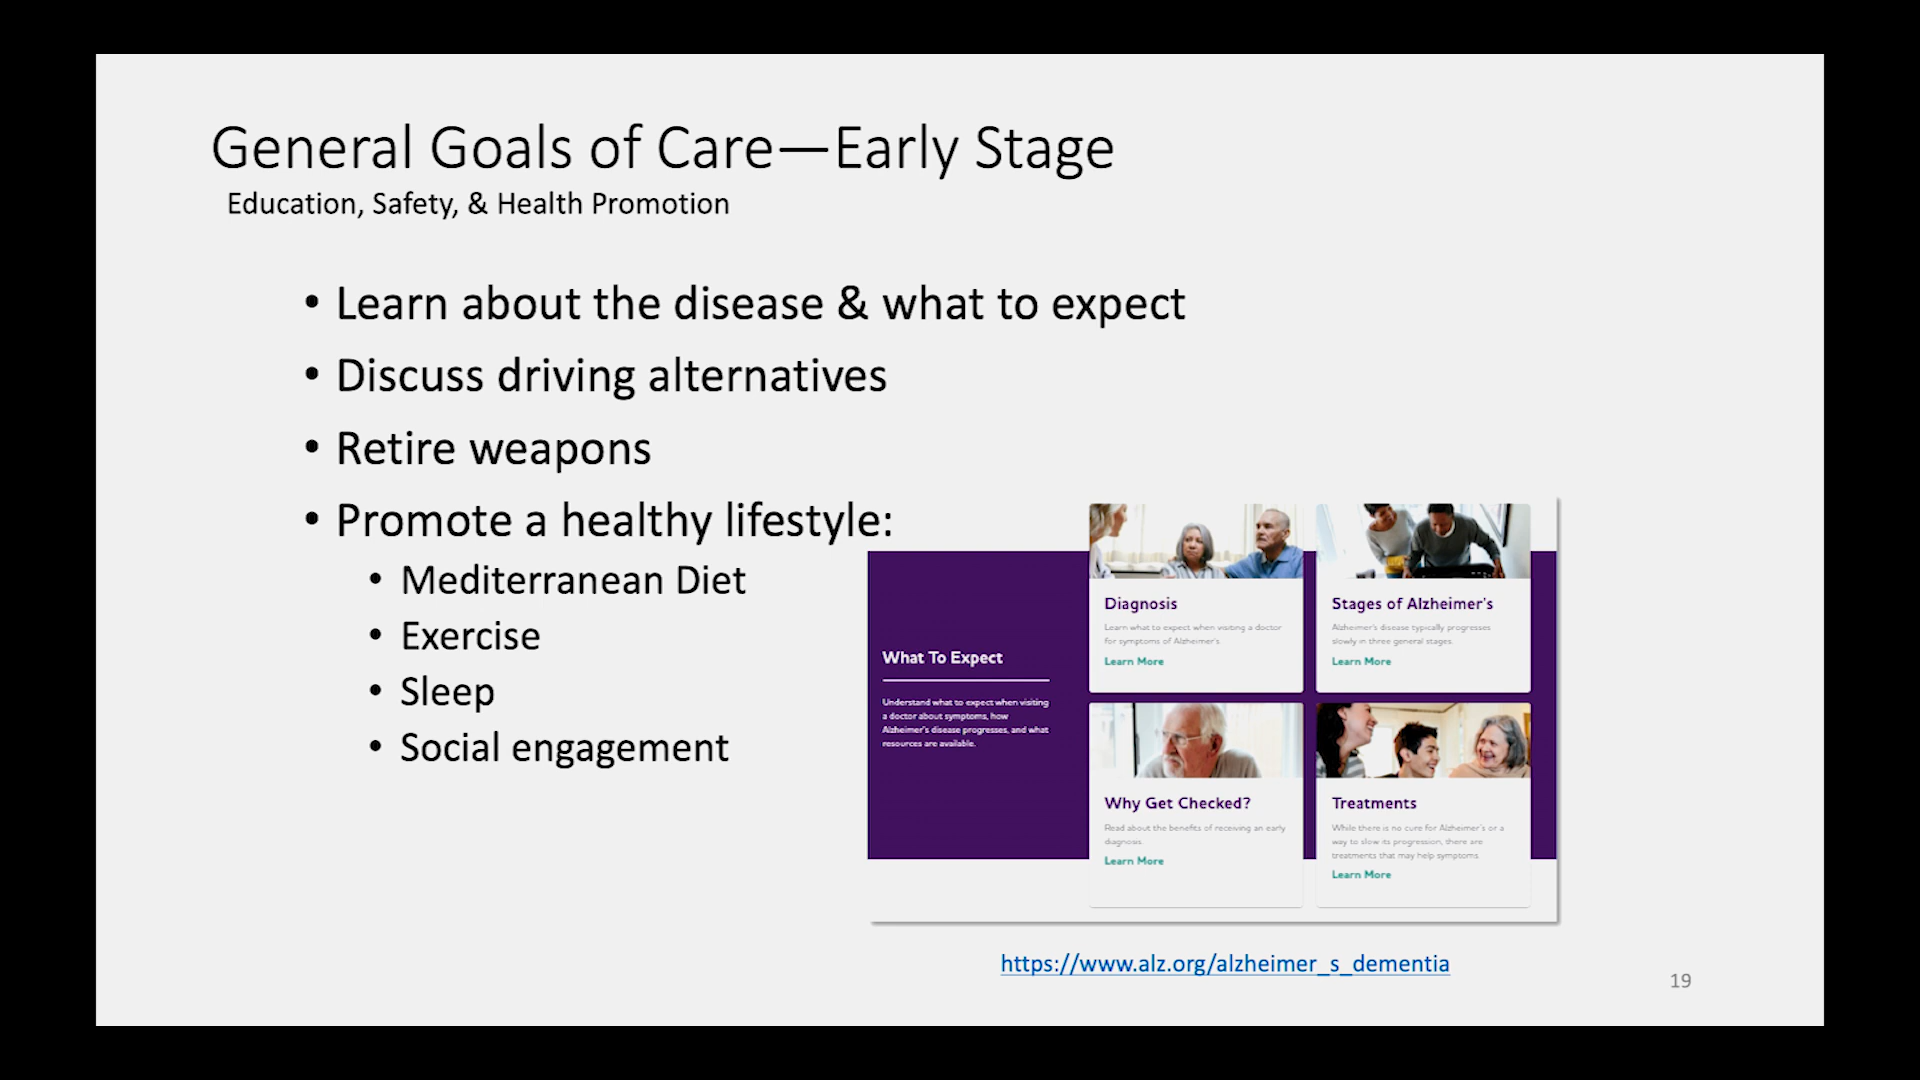 General Goals of Care—Early Stage
Education, Safety, & Health Promotion
• Learn about the disease & what to expect
• Discuss driving alternatives
• Retire weapons
• Promote a healthy lifestyle:
• Mediterranean Diet
• Exercise
• Sleep
• Social engagement
What To Expect
Understand what to expect when visiting
a doctor about symptoms, how
Alzheimer's disease progresses, and what
resources are available.
Diagnosis
Learn what to expect when visiting a doctor
for symptoms of Alzheimer's.
Learn More
Stages of Alzheimer's
Alzheimer's disease typically progresses
slowly in three general stages.
Learn More
Why Get Checked?
Read about the benefits of receiving an early
diagnosis.
Learn More
Treatments
While there is no cure for Alzheimer's or a
way to slow its progression, there are
treatments that may help symptoms.
Learn More
https://www.alz.org/alzheimer_s_dementia
19